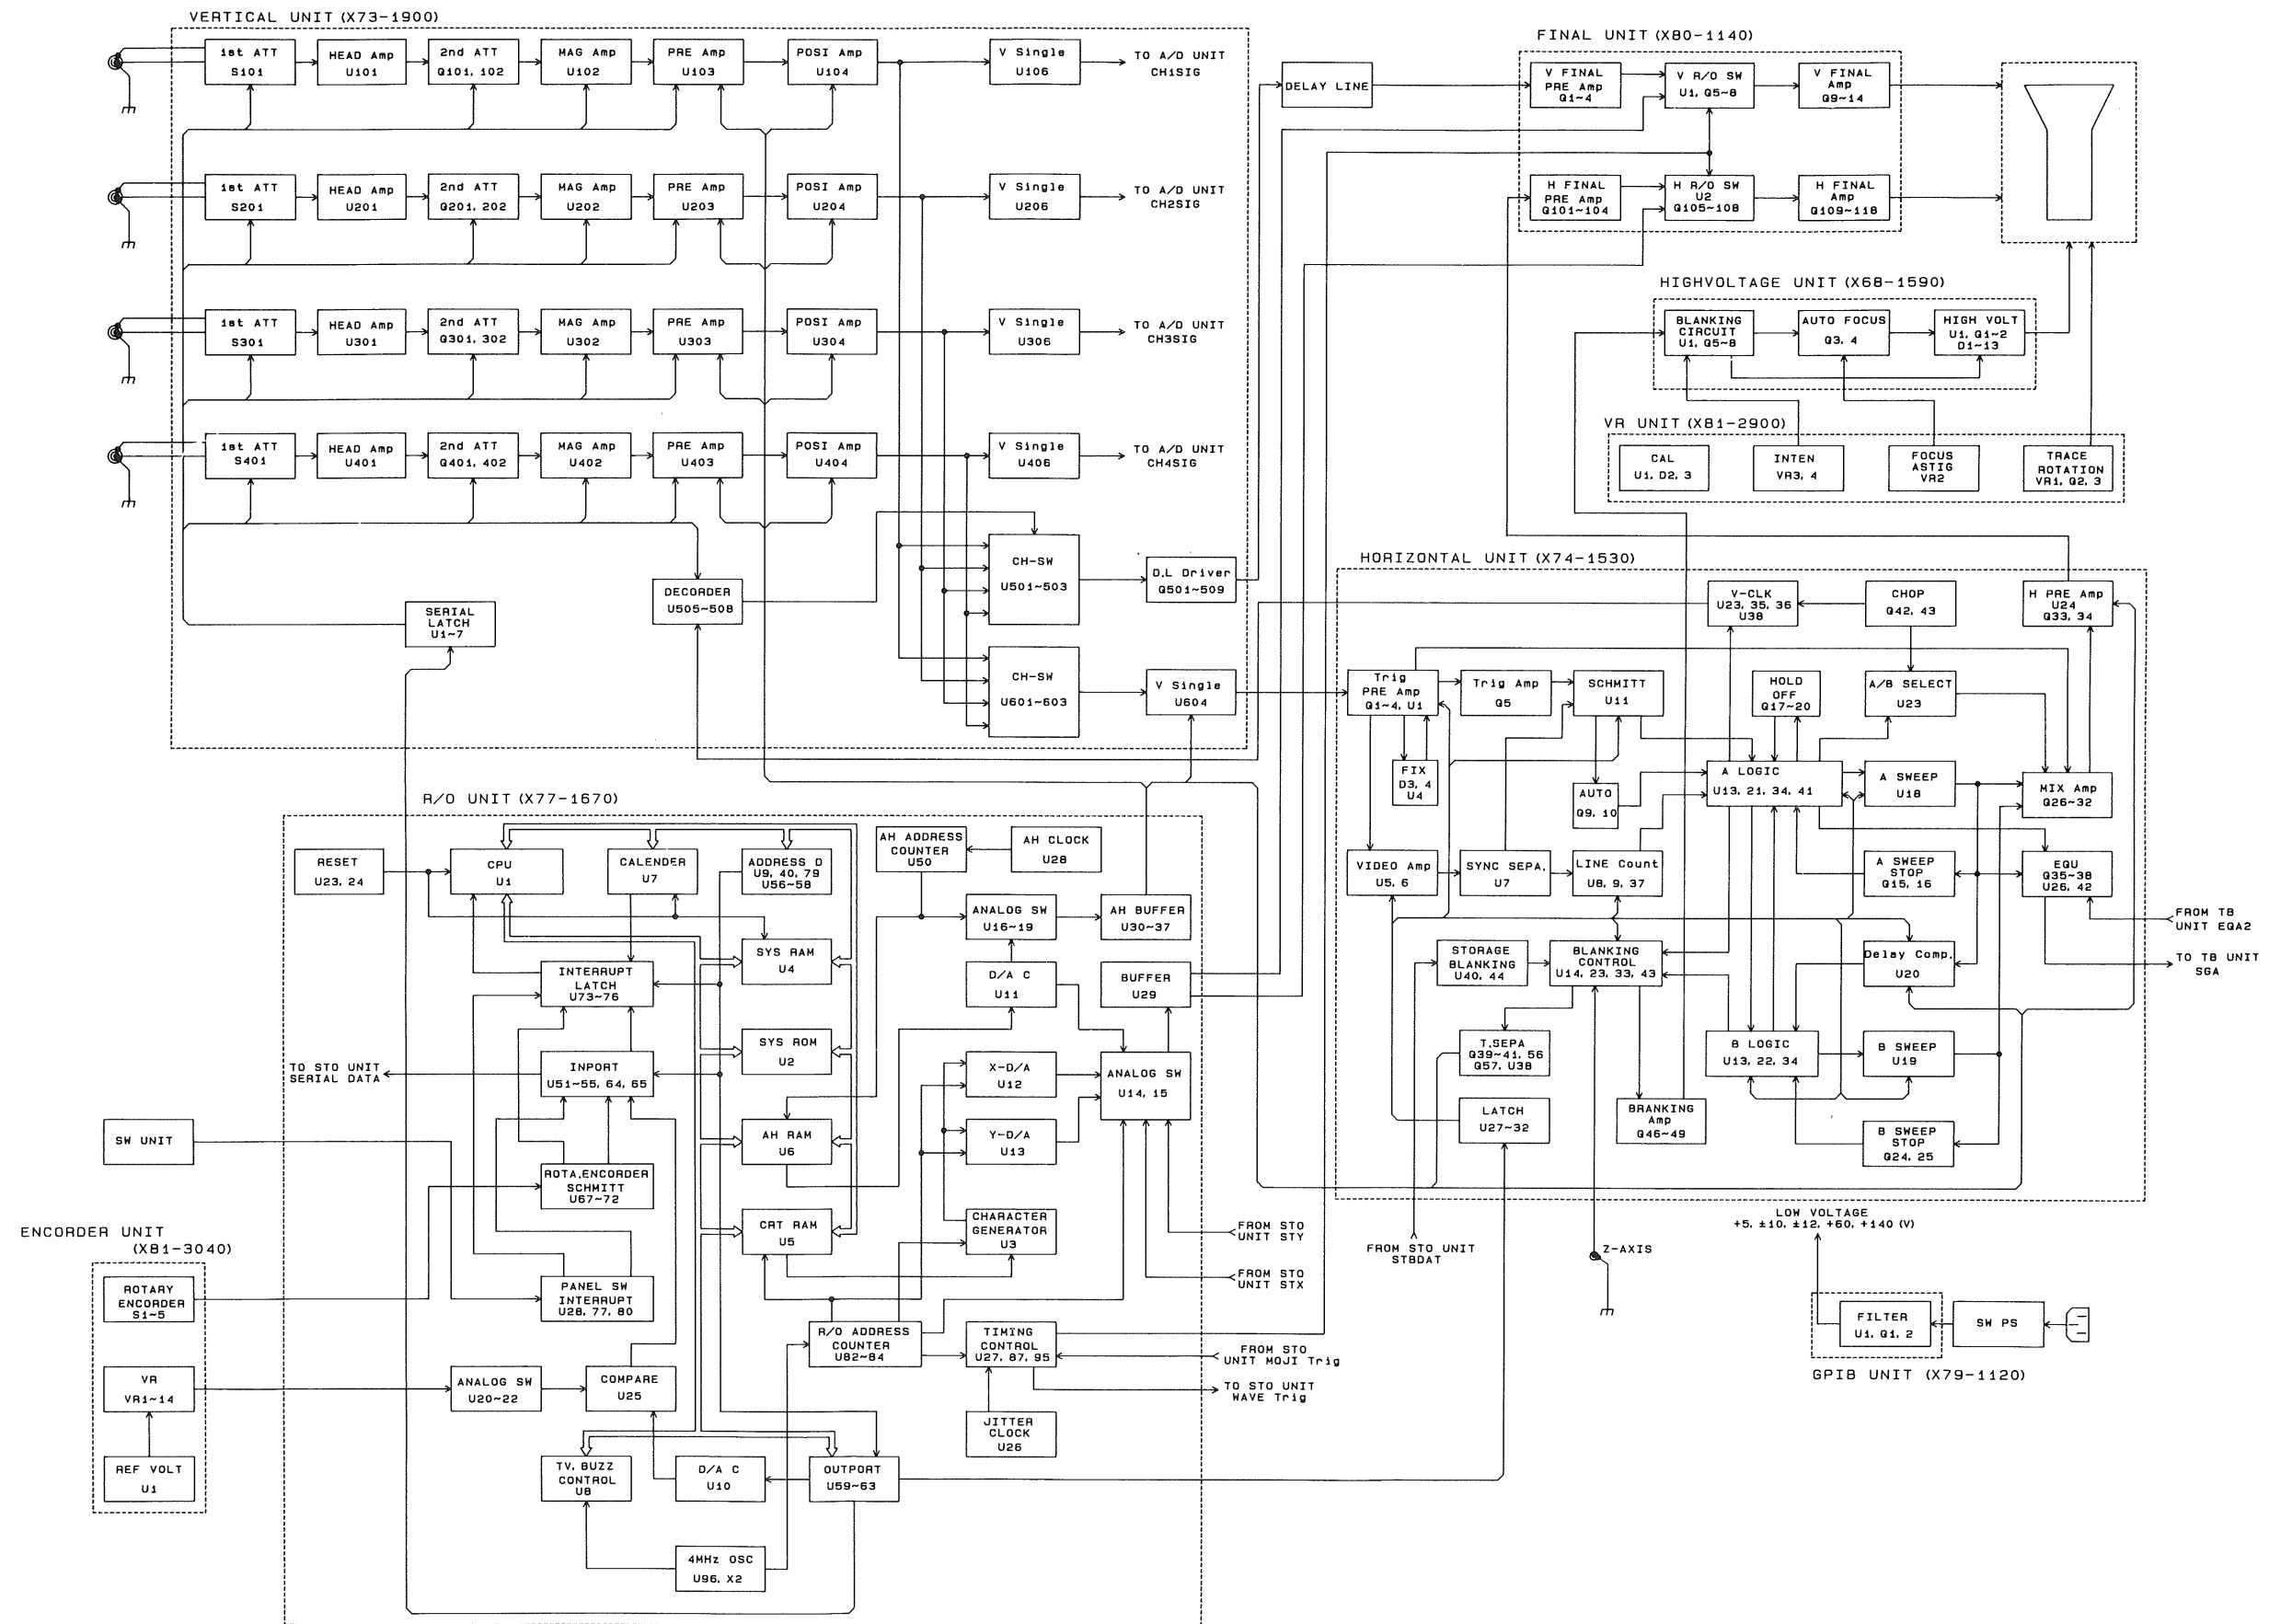 VERTICAL UNIT (X73-1900)
1st ATT
S101
HEAD Amp
U101
2nd ATT
Q101, 102
MAG Amp
U102
PRE Amp
U103
POSI Amp
U104
V Single
U106
TO A/D UNIT
CH1SIG
1st ATT
S201
HEAD Amp
U201
2nd ATT
Q201, 202
MAG Amp
U202
PRE Amp
U203
POSI Amp
U204
V Single
U206
TO A/D UNIT
CH2SIG
1st ATT
S301
HEAD Amp
U301
2nd ATT
Q301, 302
MAG Amp
U302
PRE Amp
U303
POSI Amp
U304
V Single
U306
TO A/D UNIT
CH3SIG
1st ATT
S401
HEAD Amp
U401
2nd ATT
Q401, 402
MAG Amp
U402
PRE Amp
U403
POSI Amp
U404
V Single
U406
TO A/D UNIT
CH4SIG
SERIAL
LATCH
U1~7
DECORDER
U505~508
CH-SW
U501~503
D.L Driver
Q501~509
CH-SW
U601~603
V Single
U604
DELAY LINE
FINAL UNIT (X80-1140)
V FINAL
PRE Amp
Q1~4
V R/O SW
U1, Q5~8
V FINAL
Amp
Q9~14
H FINAL
PRE Amp
Q101~104
H R/O SW
U2
Q105~108
H FINAL
Amp
Q109~118
HIGHVOLTAGE UNIT (X68-1590)
BLANKING
CIRCUIT
U1, Q5~8
AUTO FOCUS
Q3, 4
HIGH VOLT
U1, Q1~2
D1~13
VR UNIT (X81-2900)
CAL
U1, D2, 3
INTEN
VR3, 4
FOCUS
ASTIG
VR2
TRACE
ROTATION
VR1, Q2, 3
HORIZONTAL UNIT (X74-1530)
V-CLK
U23, 35, 36
U38
CHOP
Q42, 43
H PRE Amp
U24
Q33, 34
Trig
PRE Amp
Q1~4, U1
Trig Amp
Q5
SCHMITT
U11
HOLD
OFF
Q17~20
A/B SELECT
U23
FIX
D3, 4
U4
AUTO
Q9, 10
A LOGIC
U13, 21, 34, 41
A SWEEP
U18
MIX Amp
Q26~32
VIDEO Amp
U5, 6
SYNC SEPA.
U7
LINE Count
U8, 9, 37
A SWEEP
STOP
Q15, 16
EQU
Q35~38
U26, 42
FROM TB
UNIT EQA2
STORAGE
BLANKING
U40, 44
BLANKING
CONTROL
U14, 23, 33, 43
Delay Comp.
U20
TO TB UNIT
SGA
T.SEPA
Q39~41, 56
Q57, U38
B LOGIC
U13, 22, 34
B SWEEP
U19
LATCH
U27~32
BRANKING
Amp
Q46~49
B SWEEP
STOP
Q24, 25
FROM STO UNIT
STBDAT
Z-AXIS
LOW VOLTAGE
+5, ±10, ±12, +60, +140 (V)
FILTER
U1, Q1, 2
SW PS
GPIB UNIT (X79-1120)
R/O UNIT (X77-1670)
RESET
U23, 24
CPU
U1
CALENDER
U7
ADDRESS D
U9, 40, 79
U56~58
AH ADDRESS
COUNTER
U50
AH CLOCK
U28
ANALOG SW
U16~19
AH BUFFER
U30~37
SYS RAM
U4
INTERRUPT
LATCH
U73~76
D/A C
U11
BUFFER
U29
TO STO UNIT
SERIAL DATA
INPORT
U51~55, 64, 65
SYS ROM
U2
X-D/A
U12
ANALOG SW
U14, 15
SW UNIT
AH RAM
U6
Y-D/A
U13
ROTA.ENCORDER
SCHMITT
U67~72
CRT RAM
U5
CHARACTER
GENERATOR
U3
FROM STO
UNIT STY
FROM STO
UNIT STX
ENCORDER UNIT
(X81-3040)
ROTARY
ENCORDER
S1~5
PANEL SW
INTERRUPT
U28, 77, 80
R/O ADDRESS
COUNTER
U82~84
TIMING
CONTROL
U27, 87, 95
FROM STO
UNIT MOJI Trig
VR
VR1~14
ANALOG SW
U20~22
COMPARE
U25
TO STO UNIT
WAVE Trig
JITTER
CLOCK
U26
REF VOLT
U1
TV, BUZZ
CONTROL
U8
D/A C
U10
OUTPORT
U59~63
4MHz OSC
U96, X2